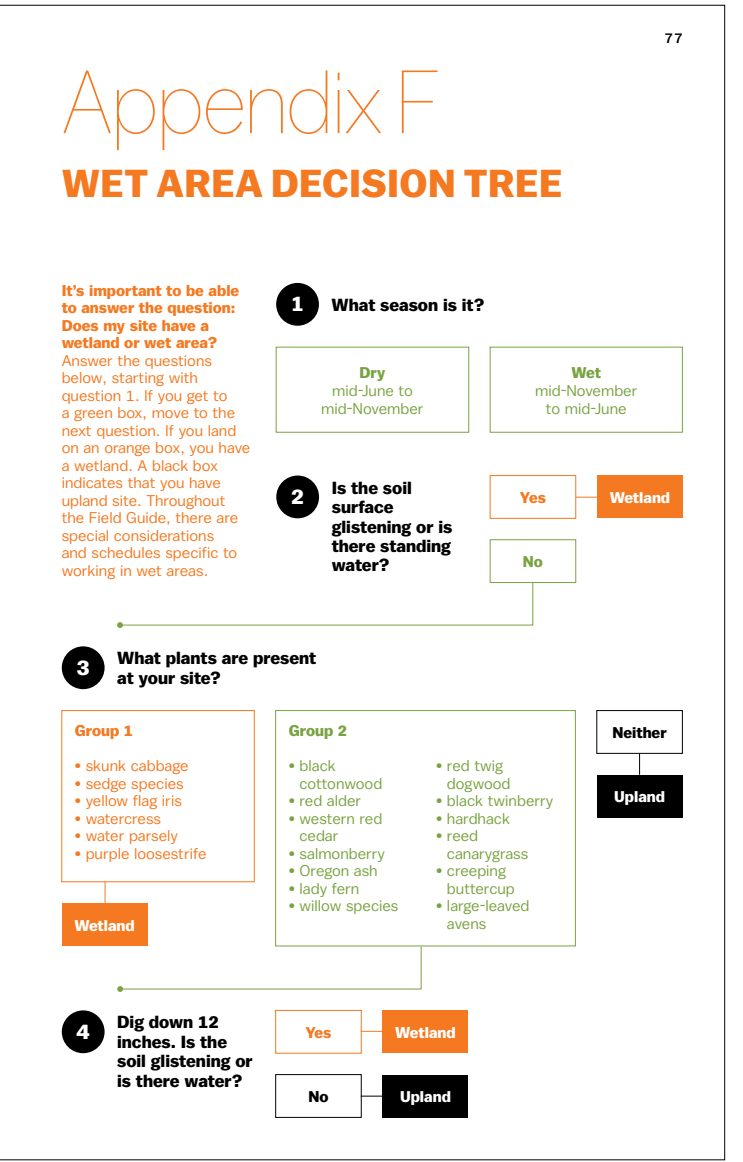 77
Appendix F
WET AREA DECISION TREE
It's important to be able
to answer the question:
Does my site have a
wetland or wet area?
Answer the questions
below, starting with
question 1. If you get to
a green box, move to the
next question. If you land
on an orange box, you have
a wetland. A black box
indicates that you have
upland site. Throughout
the Field Guide, there are
special considerations
and schedules specific to
working in wet areas.
1
What season is it?
Dry
mid-June to
mid-November
Wet
mid-November
to mid-June
2
Is the soil
surface
glistening or is
there standing
water?
Yes
Wetland
No
3
What plants are present
at your site?
Group 1
• skunk cabbage
• sedge species
• yellow flag iris
• watercress
• water parsely
• purple loosestrife
Wetland
Group 2
• black
cottonwood
• red alder
• western red
cedar
• salmonberry
• Oregon ash
• lady fern
• willow species
• red twig
dogwood
• black twinberry
• hardhack
• reed
canarygrass
• creeping
buttercup
• large-leaved
avens
Neither
Upland
4
Dig down 12
inches. Is the
soil glistening or
is there water?
Yes
Wetland
No
Upland